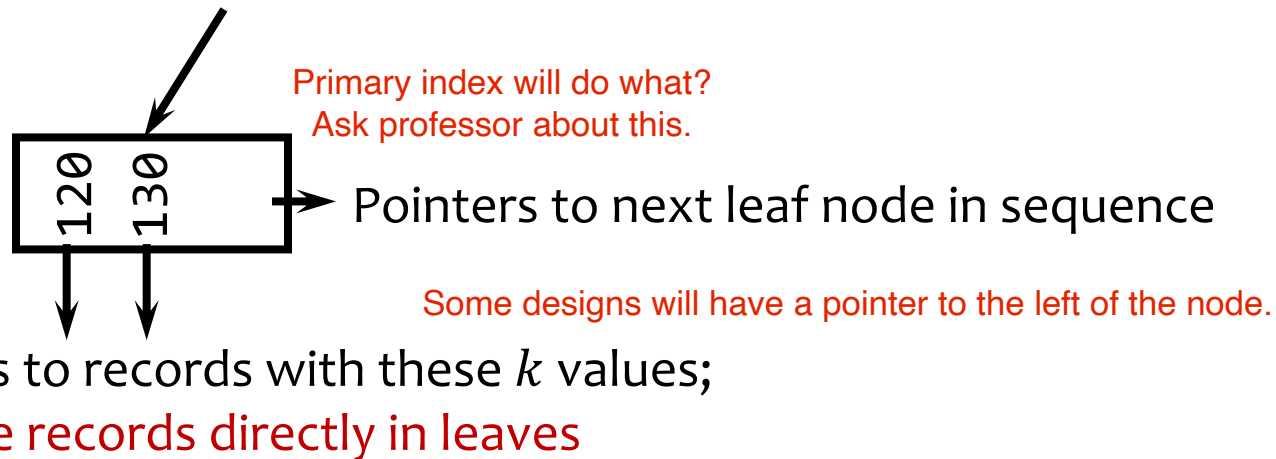 Primary index will do what?
Ask professor about this.
120
130
Pointers to next leaf node in sequence
Some designs will have a pointer to the left of the node.
s to records with these k values;
e records directly in leaves